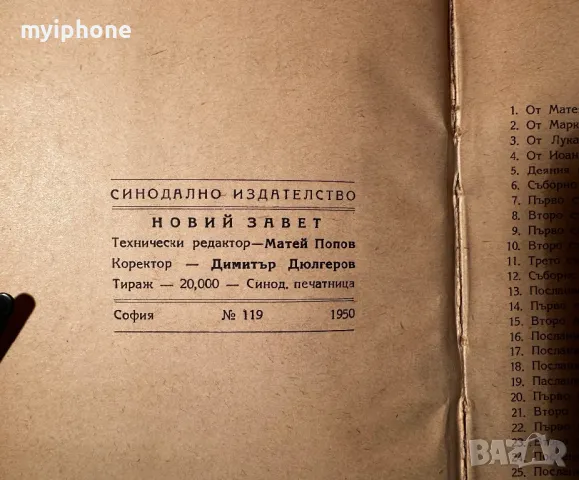 myiphone
СИНОДАЛНО ИЗДАТЕЛСТВО
НОВИЙ ЗАВЕТ
Технически редактор—Матей Попов
Коректор — Димитър Дюлгеров
Тираж — 20,000 — Синод. печатница
София № 119 1950
1. От Мате
2. От Марк
3. От Лука
4. От Иоан
5. Деяния
6. Съборно
7. Първо
8. Второ
9. Първо
10. Второ
11. Трето
12. Съборн
13. Послан
14. Първо
15. Второ
16. Послан
17. Послан
18. Послан
19. Паслан
20. Първо
21. Второ
22. Първо
23.
24.
25. Послан
BAZAR